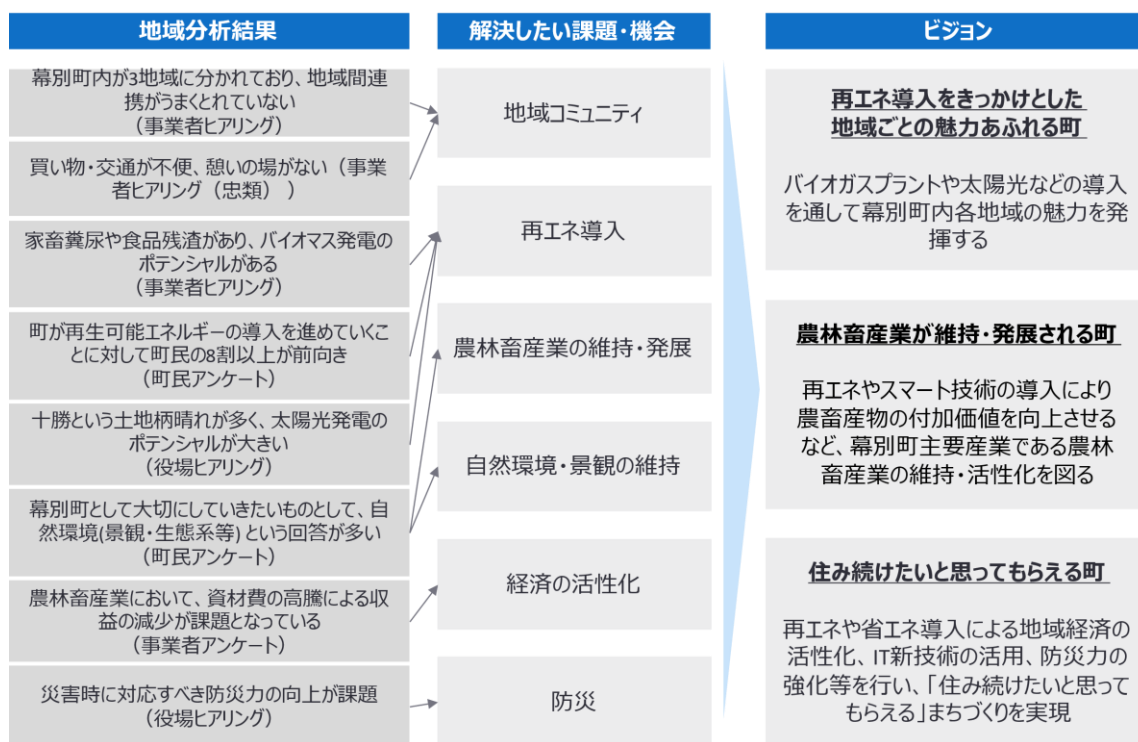 地域分析結果
幕別町内が3地域に分かれており、地域間連
携がうまくとれていない
（事業者ヒアリング）
買い物・交通が不便、憩いの場がない（事業
者ヒアリング（忠類））
家畜糞尿や食品残渣があり、バイオマス発電の
ポテンシャルがある
（事業者ヒアリング）
町が再生可能エネルギーの導入を進めていくこ
とに対して町民の8割以上が前向き
（町民アンケート）
十勝という土地柄晴れが多く、太陽光発電の
ポテンシャルが大きい
（役場ヒアリング）
幕別町として大切にしていきたいものとして、自
然環境(景観・生態系等) という回答が多い
（町民アンケート）
農林畜産業において、資材費の高騰による収
益の減少が課題となっている
（事業者アンケート）
災害時に対応すべき防災力の向上が課題
（役場ヒアリング）
解決したい課題・機会
地域コミュニティ
再エネ導入
農林畜産業の維持・発展
自然環境・景観の維持
経済の活性化
防災
ビジョン
再エネ導入をきっかけとした
地域ごとの魅力あふれる町
バイオガスプラントや太陽光などの導入
を通して幕別町内各地域の魅力を発
揮する
農林畜産業が維持・発展される町
再エネやスマート技術の導入により
農畜産物の付加価値を向上させる
など、幕別町主要産業である農林
畜産業の維持・活性化を図る
住み続けたいと思ってもらえる町
再エネや省エネ導入による地域経済の
活性化、IT新技術の活用、防災力の
強化等を行い、「住み続けたいと思って
もらえる」まちづくりを実現